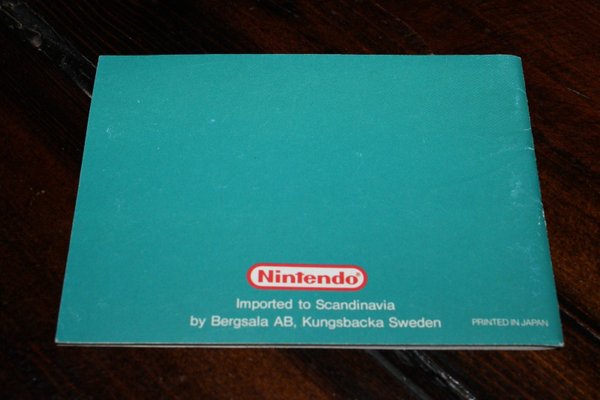 Nintendo
Imported to Scandinavia
by Bergsala AB, Kungsbacka Sweden
PRINTED IN JAPAN